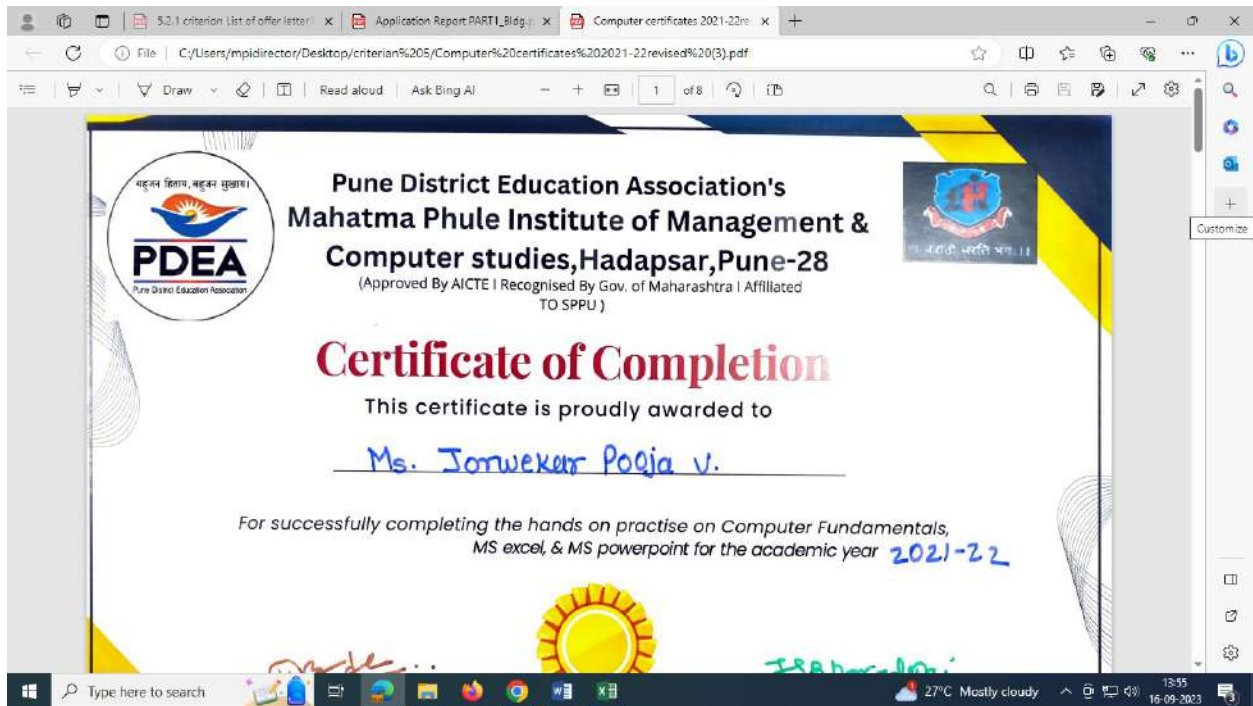 5.2.1 criterion List of offer letter
Application Report PART1_Bldg.p
Computer certificates 2021-22re
File | C:/Users/mpidirector/Desktop/criterian%205/Computer%20certificates%202021-22revised%20(3).pdf
Draw
Read aloud
Ask Bing AI
1 of 8
Customize
बहुजन हिताय, बहुजन सुखाय।
PDEA
Pune District Education Association
Pune District Education Association's
Mahatma Phule Institute of Management &
Computer studies,Hadapsar,Pune-28
(Approved By AICTE I Recognised By Gov. of Maharashtra I Affiliated
TO SPPU )
Certificate of Completion
This certificate is proudly awarded to
Ms. Jorwekar Pooja V.
For successfully completing the hands on practise on Computer Fundamentals,
MS excel, & MS powerpoint for the academic year 2021-22
Type here to search
27°C Mostly cloudy
13:55
16-09-2023